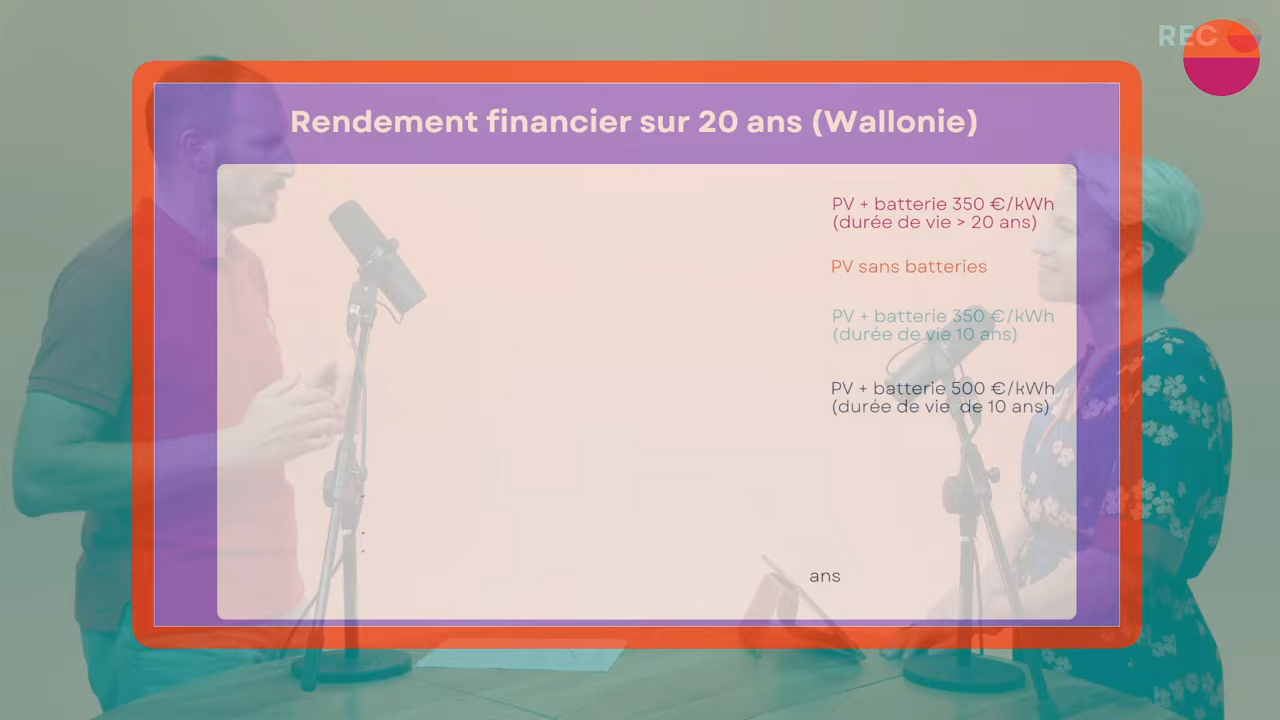 REC
Rendement financier sur 20 ans (Wallonie)
PV + batterie 350 €/kWh
(durée de vie > 20 ans)
PV sans batteries
PV + batterie 350 €/kWh
(durée de vie 10 ans)
PV + batterie 500 €/kWh
(durée de vie de 10 ans)
ans